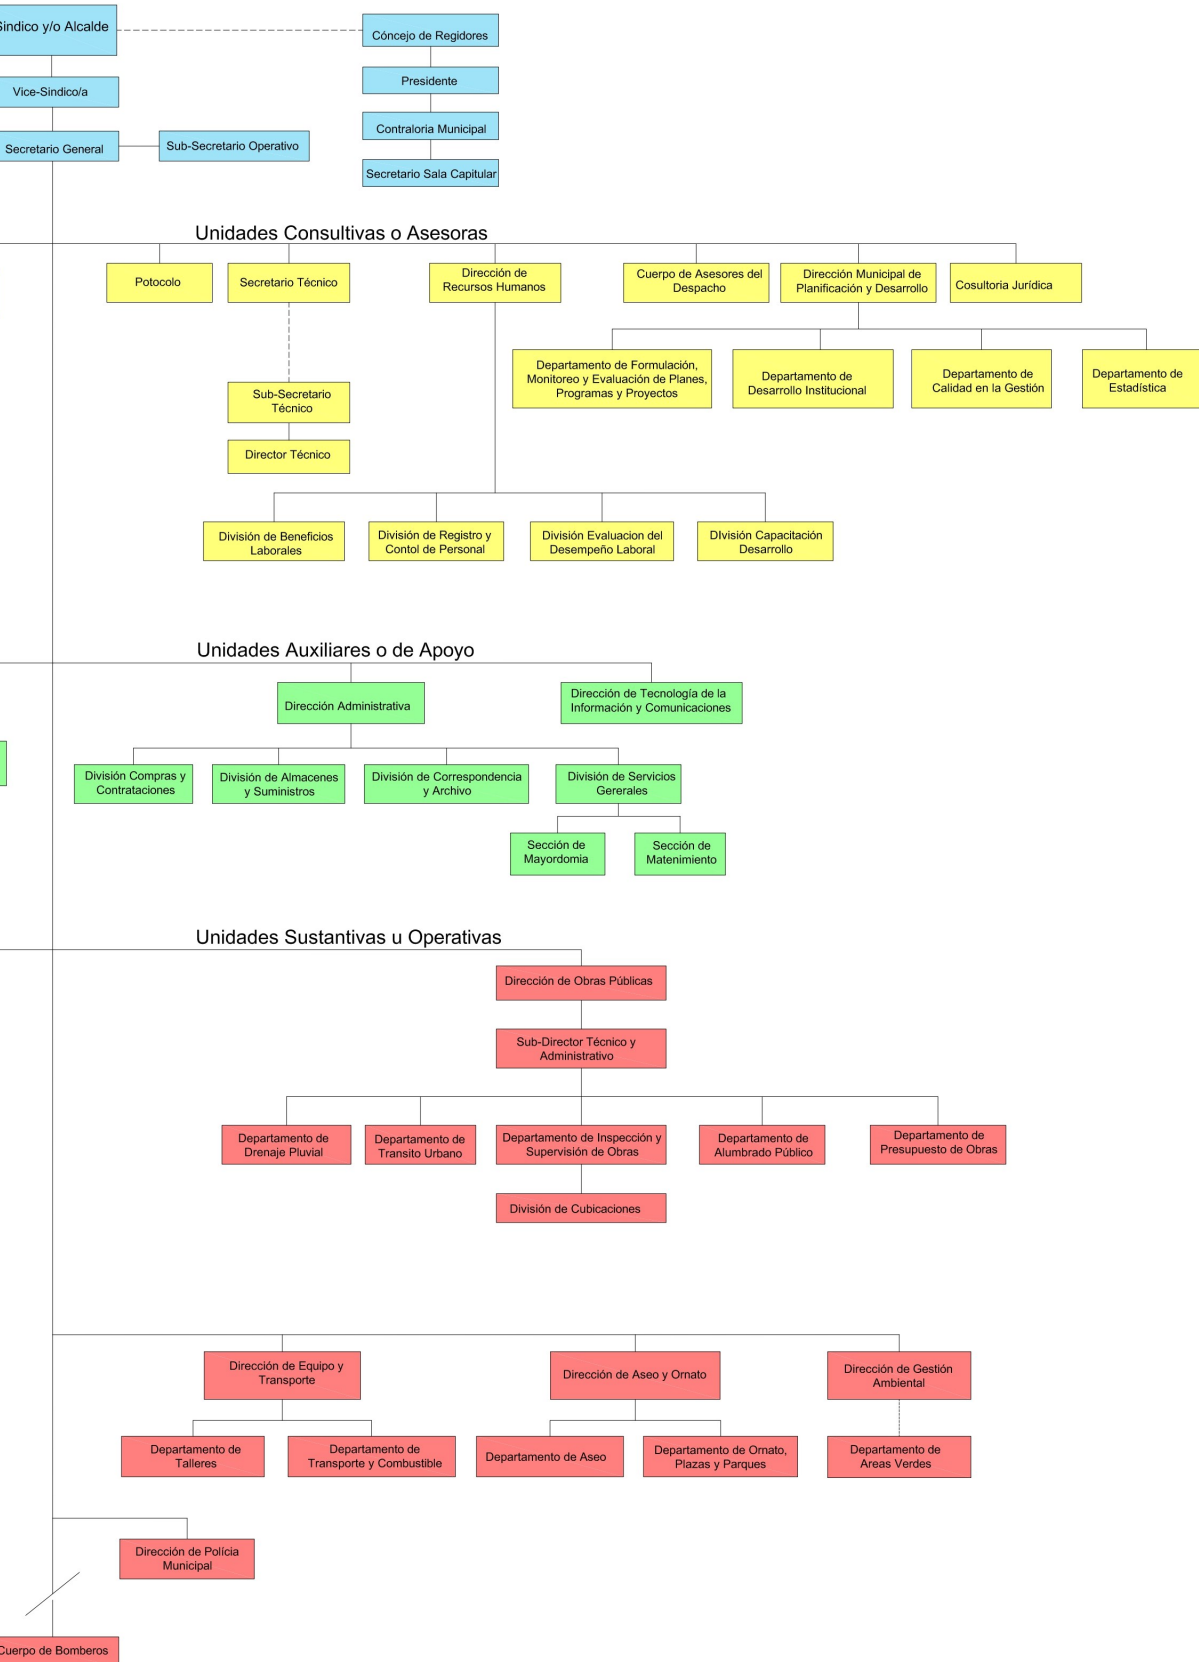 Sindico y/o Alcalde
Cóncejo de Regidores
Vice-Sindico/a
Presidente
Contraloria Municipal
Secretario General
Sub-Secretario Operativo
Secretario Sala Capitular
Unidades Consultivas o Asesoras
Potocolo
Secretario Técnico
Dirección de
Recursos Humanos
Cuerpo de Asesores del
Despacho
Dirección Municipal de
Planificación y Desarrollo
Cosultoria Jurídica
Departamento de Formulación,
Monitoreo y Evaluación de Planes,
Programas y Proyectos
Departamento de
Desarrollo Institucional
Departamento de
Calidad en la Gestión
Departamento de
Estadística
Sub-Secretario
Técnico
Director Técnico
División de Beneficios
Laborales
División de Registro y
Contol de Personal
División Evaluacion del
Desempeño Laboral
DIvisión Capacitación
Desarrollo
Unidades Auxiliares o de Apoyo
Dirección Administrativa
Dirección de Tecnología de la
Información y Comunicaciones
División Compras y
Contrataciones
División de Almacenes
y Suministros
División de Correspondencia
y Archivo
División de Servicios
Gererales
Sección de
Mayordomia
Sección de
Matenimiento
Unidades Sustantivas u Operativas
Dirección de Obras Públicas
Sub-Director Técnico y
Administrativo
Departamento de
Drenaje Pluvial
Departamento de
Transito Urbano
Departamento de Inspección y
Supervisión de Obras
Departamento de
Alumbrado Público
Departamento de
Presupuesto de Obras
División de Cubicaciones
Dirección de Equipo y
Transporte
Dirección de Aseo y Ornato
Dirección de Gestión
Ambiental
Departamento de
Talleres
Departamento de
Transporte y Combustible
Departamento de Aseo
Departamento de Ornato,
Plazas y Parques
Departamento de
Areas Verdes
Dirección de Polícia
Municipal
Cuerpo de Bomberos